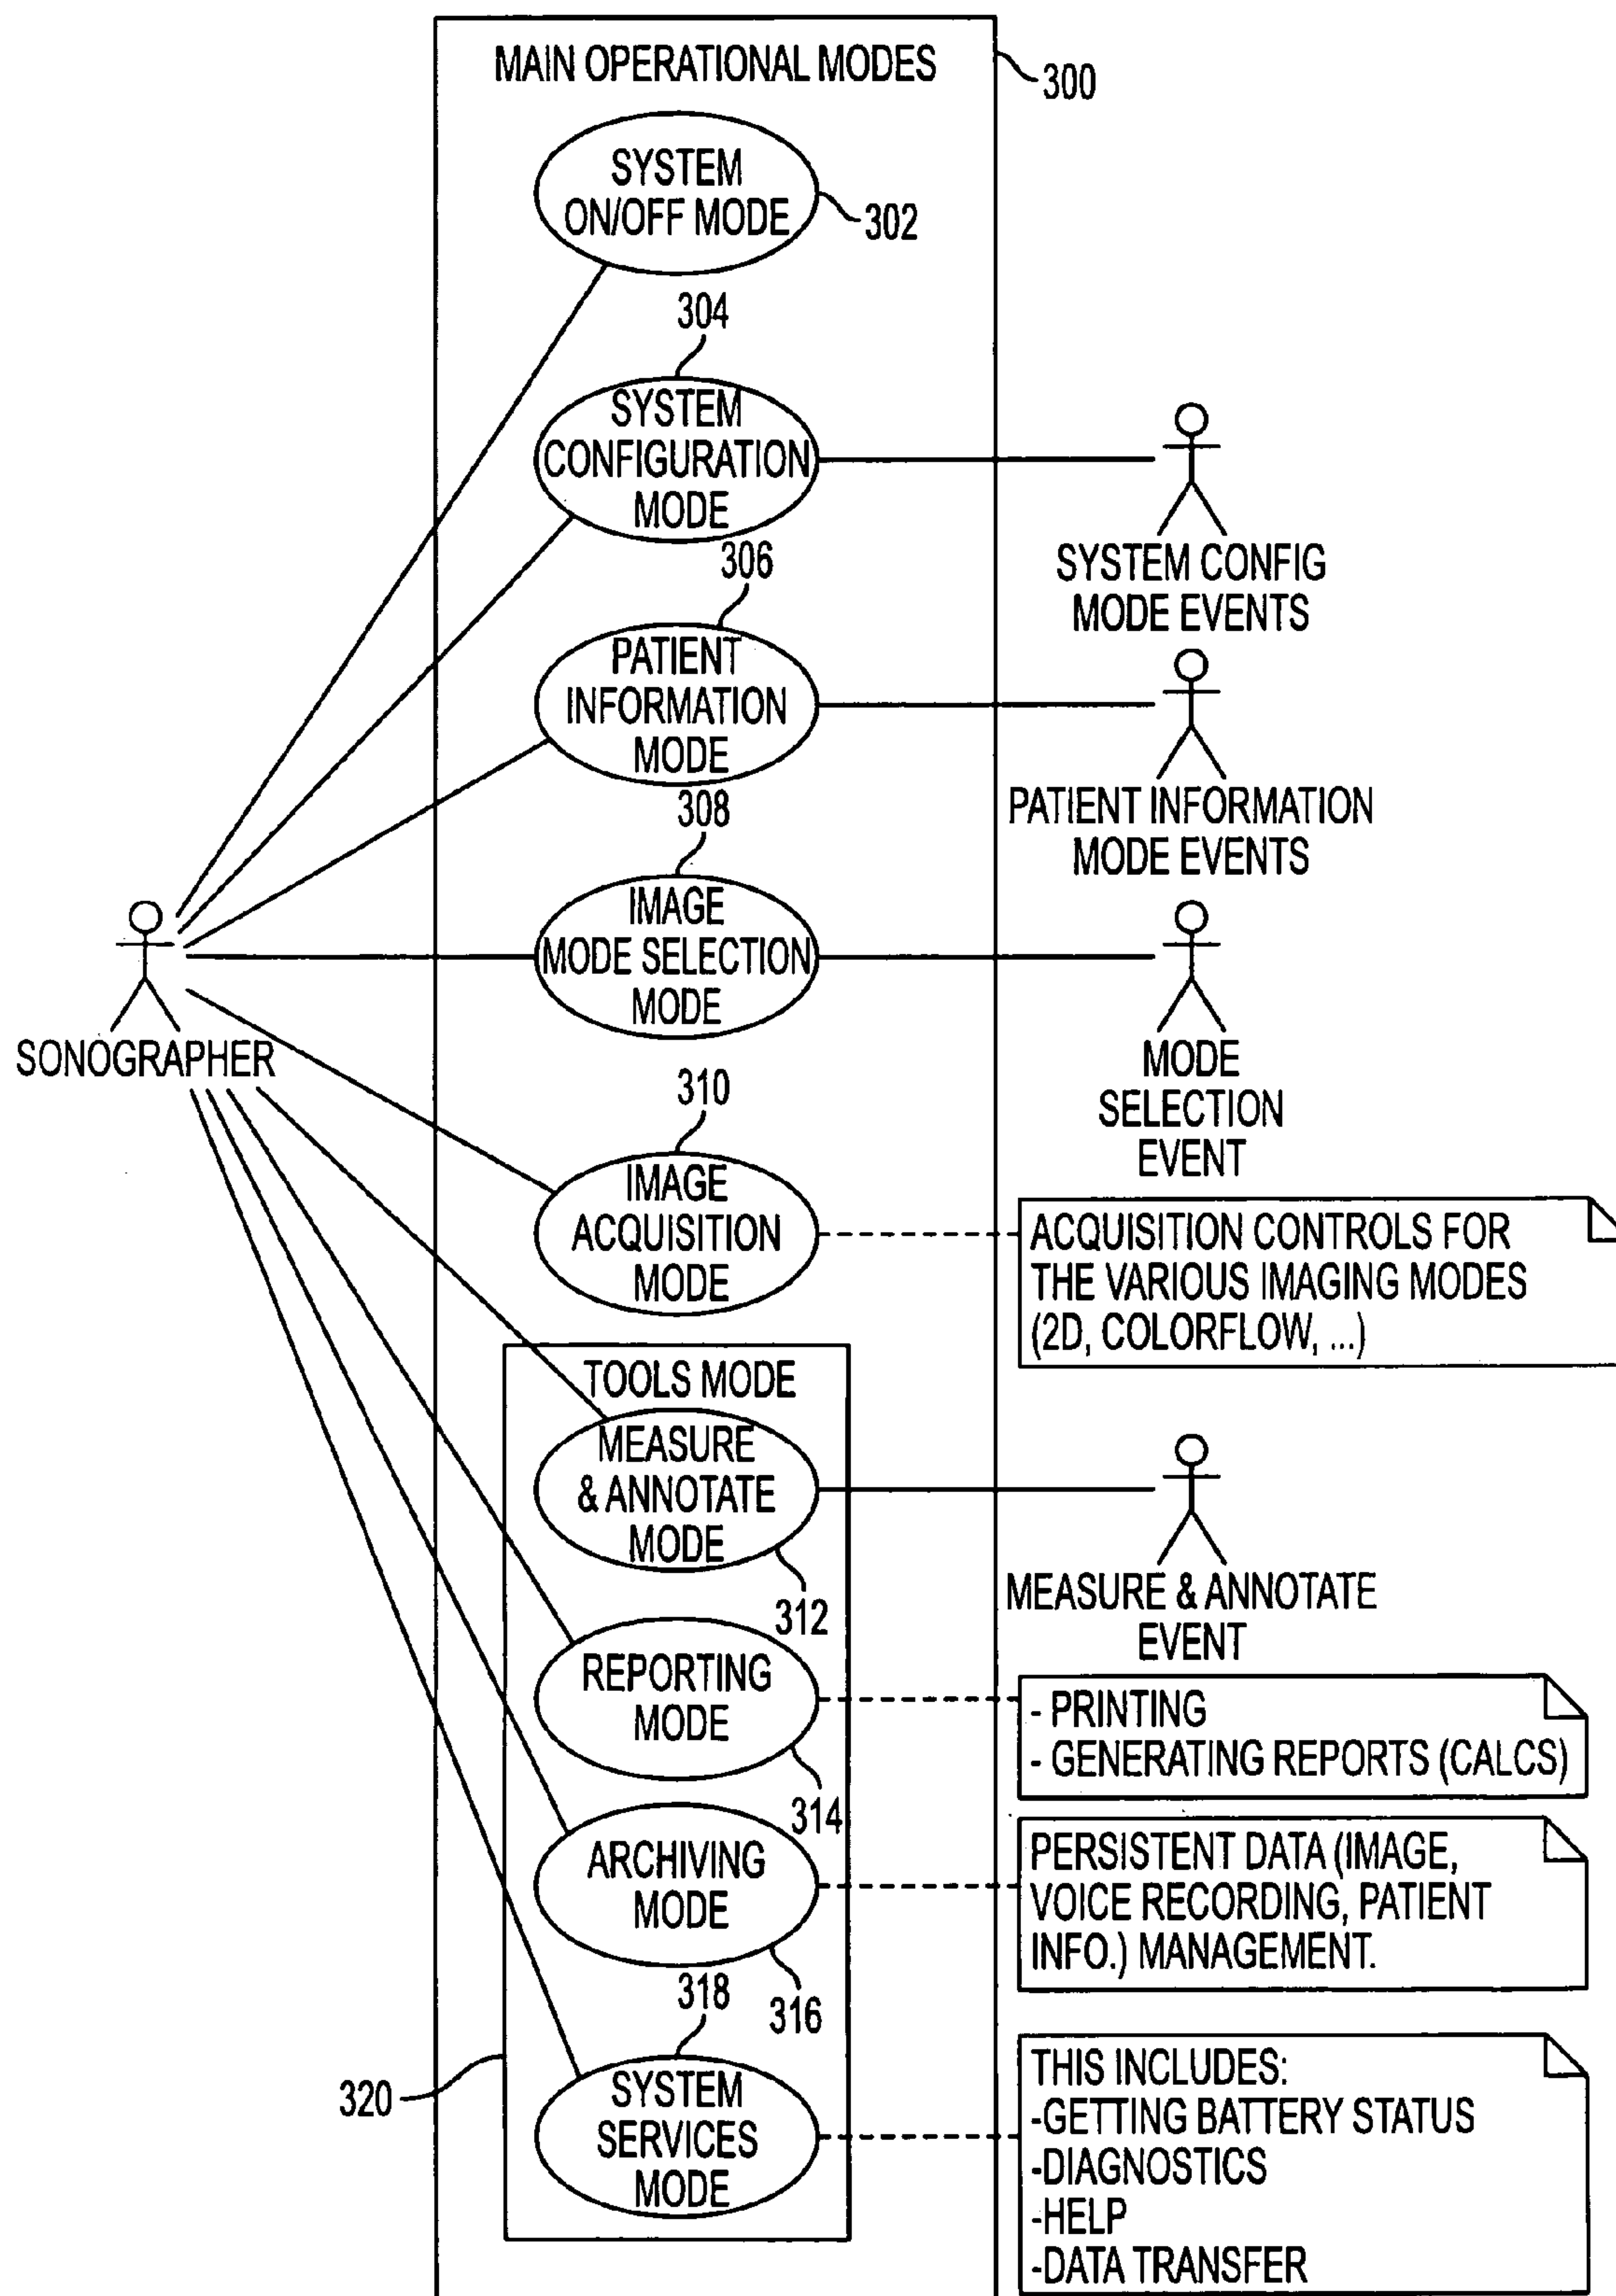 MAIN OPERATIONAL MODES
300
SYSTEM
ON/OFF MODE
302
304
SYSTEM
CONFIGURATION
MODE
SYSTEM CONFIG
MODE EVENTS
306
PATIENT
INFORMATION
MODE
PATIENT INFORMATION
MODE EVENTS
308
IMAGE
MODE SELECTION
MODE
MODE
SELECTION
EVENT
SONOGRAPHER
310
IMAGE
ACQUISITION
MODE
ACQUISITION CONTROLS FOR
THE VARIOUS IMAGING MODES
(2D, COLORFLOW, ...)
TOOLS MODE
MEASURE
& ANNOTATE
MODE
312
MEASURE & ANNOTATE
EVENT
REPORTING
MODE
314
- PRINTING
- GENERATING REPORTS (CALCS)
ARCHIVING
MODE
316
PERSISTENT DATA (IMAGE,
VOICE RECORDING, PATIENT
INFO.) MANAGEMENT.
318
SYSTEM
SERVICES
MODE
320
THIS INCLUDES:
-GETTING BATTERY STATUS
-DIAGNOSTICS
-HELP
-DATA TRANSFER